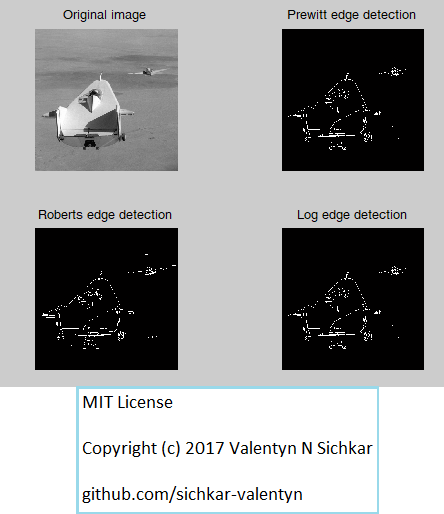 Original image
Prewitt edge detection
Roberts edge detection
Log edge detection
MIT License
Copyright (c) 2017 Valentyn N Sichkar
github.com/sichkar-valentyn